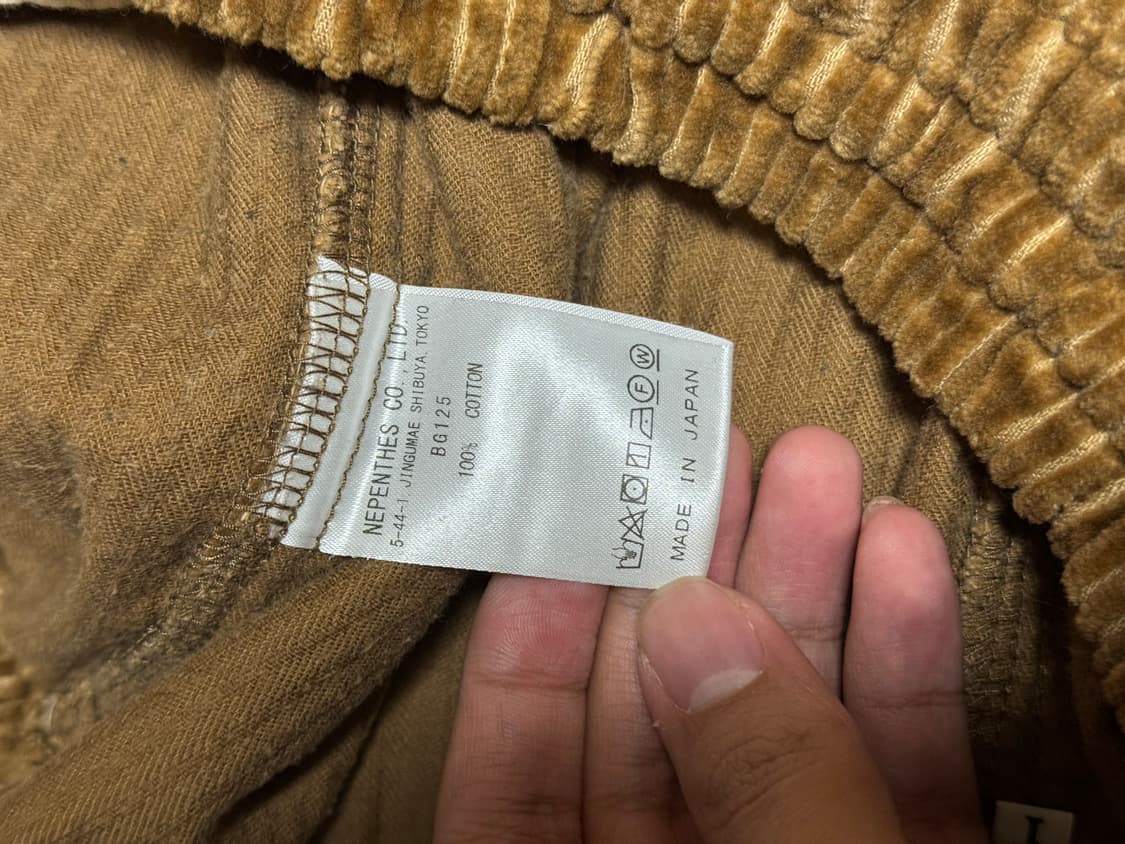 NEPENTHES CO.,LTD.
5-44-1 JINGUMAE SHIBUYA, TOKYO
BG125
100% COTTON
F W
MADE IN JAPAN
L